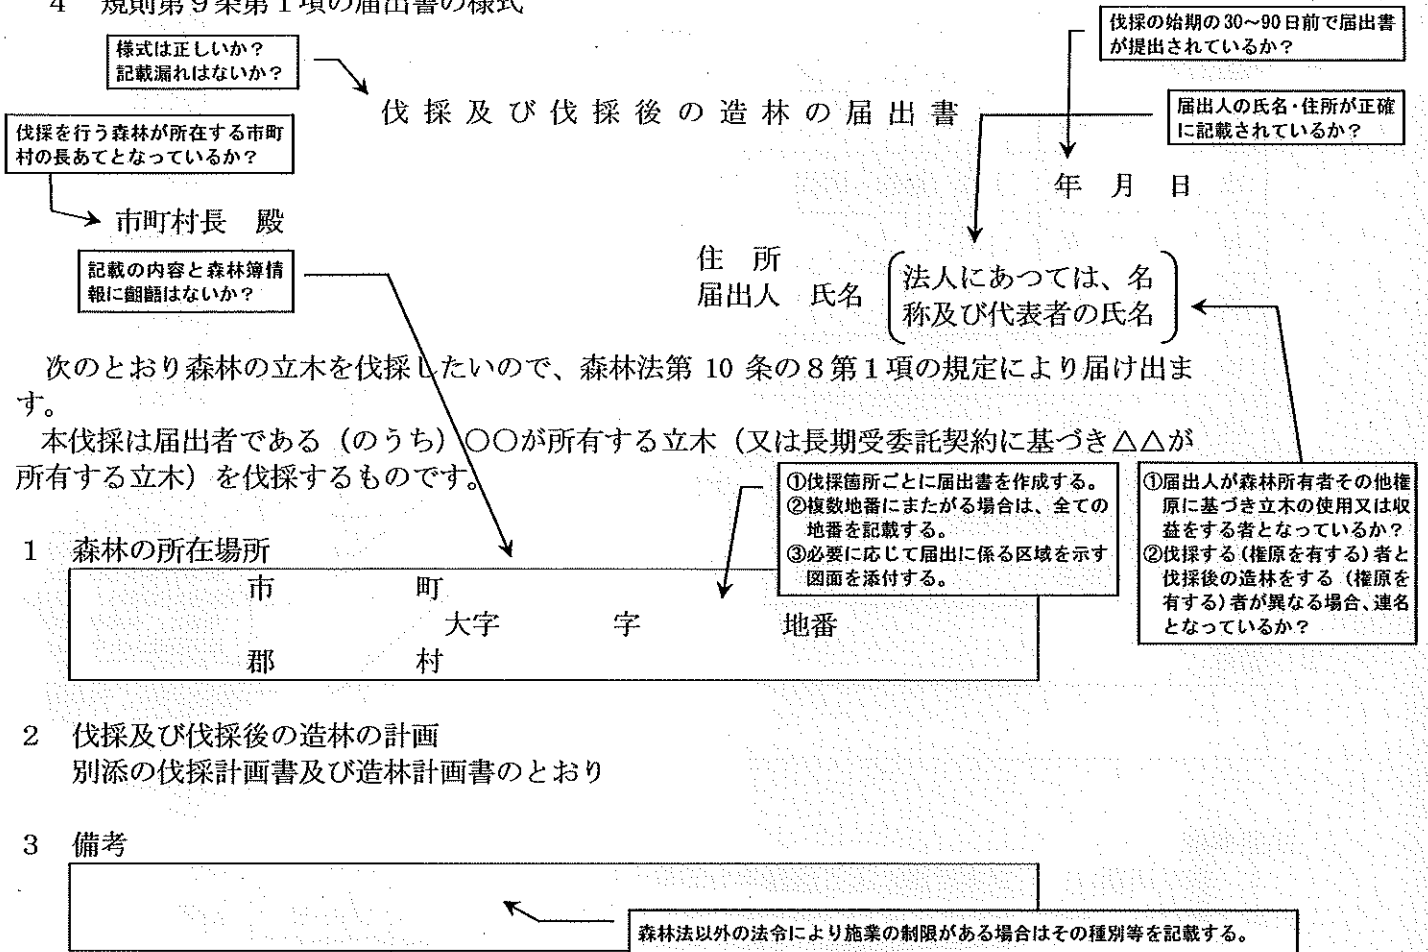 4 規則第9条第1項の届出書の様式
伐採の始期の30～90日前で届出書
が提出されているか？
様式は正しいか？
記載漏れはないか？
伐採及び伐採後の造林の届出書
届出人の氏名・住所が正確
に記載されているか？
伐採を行う森林が所在する市町
村の長あてとなっているか？
年 月 日
市町村長 殿
記載の内容と森林簿情
報に齟齬はないか？
住 所
届出人 氏名
法人にあつては、名
称及び代表者の氏名
次のとおり森林の立木を伐採したいので、森林法第 10 条の8第1項の規定により届け出ま
す。
本伐採は届出者である（のうち）○○が所有する立木（又は長期受委託契約に基づき△△が
所有する立木）を伐採するものです。
①伐採箇所ごとに届出書を作成する。
②複数地番にまたがる場合は、全ての
地番を記載する。
③必要に応じて届出に係る区域を示す
図面を添付する。
①届出人が森林所有者その他権
原に基づき立木の使用又は収
益をする者となっているか？
②伐採する（権原を有する）者と
伐採後の造林をする（権原を
有する）者が異なる場合、連名
となっているか？
1 森林の所在場所
市 町
大字 字 地番
郡 村
2 伐採及び伐採後の造林の計画
別添の伐採計画書及び造林計画書のとおり
3 備考
森林法以外の法令により施業の制限がある場合はその種別等を記載する。